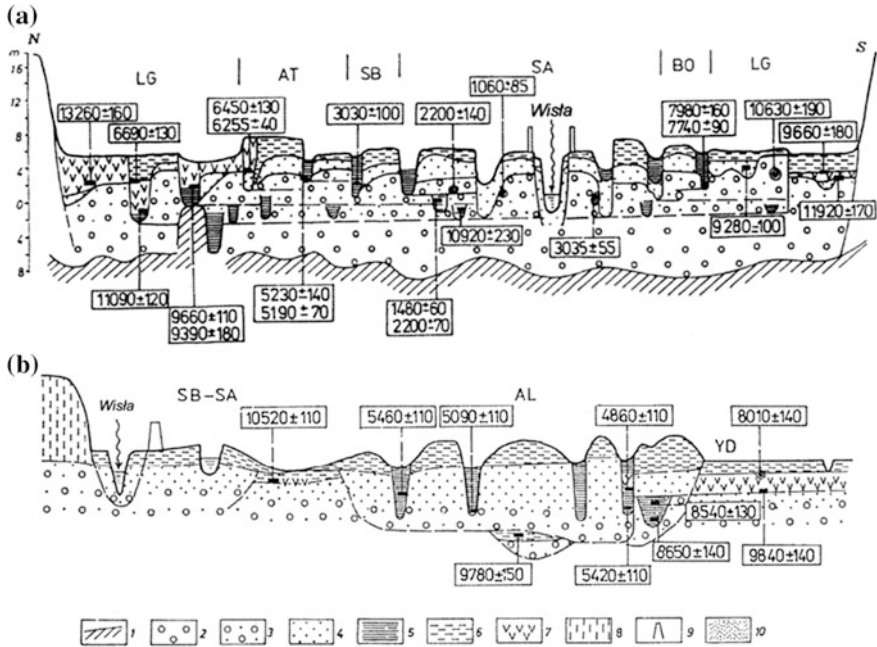 (a)
N
S
m
16
12
8
4
0
4
8
LG
AT
SB
SA
BO
LG
13260±160
6690±130
6450±130
6255±40
3030±100
2200±140
1060±85
Wisła
7980±160
7740±90
10630±190
9660±180
11090±120
9660±110
9390±180
5230±140
5190±70
1480±60
2200±70
10920±230
3035±55
9280±100
11920±170
(b)
Wisła
SB-SA
AL
YD
10520±110
5460±110
5090±110
4860±110
8010±140
9780±150
5420±110
8650±140
8540±130
9840±140
1 2 3 4 5 6 7 8 9 10